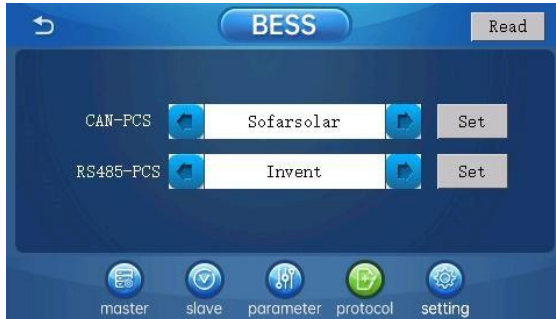 BESS
Read
CAN-PCS Sofarsolar Set
RS485-PCS Invent Set
master slave parameter protocol setting